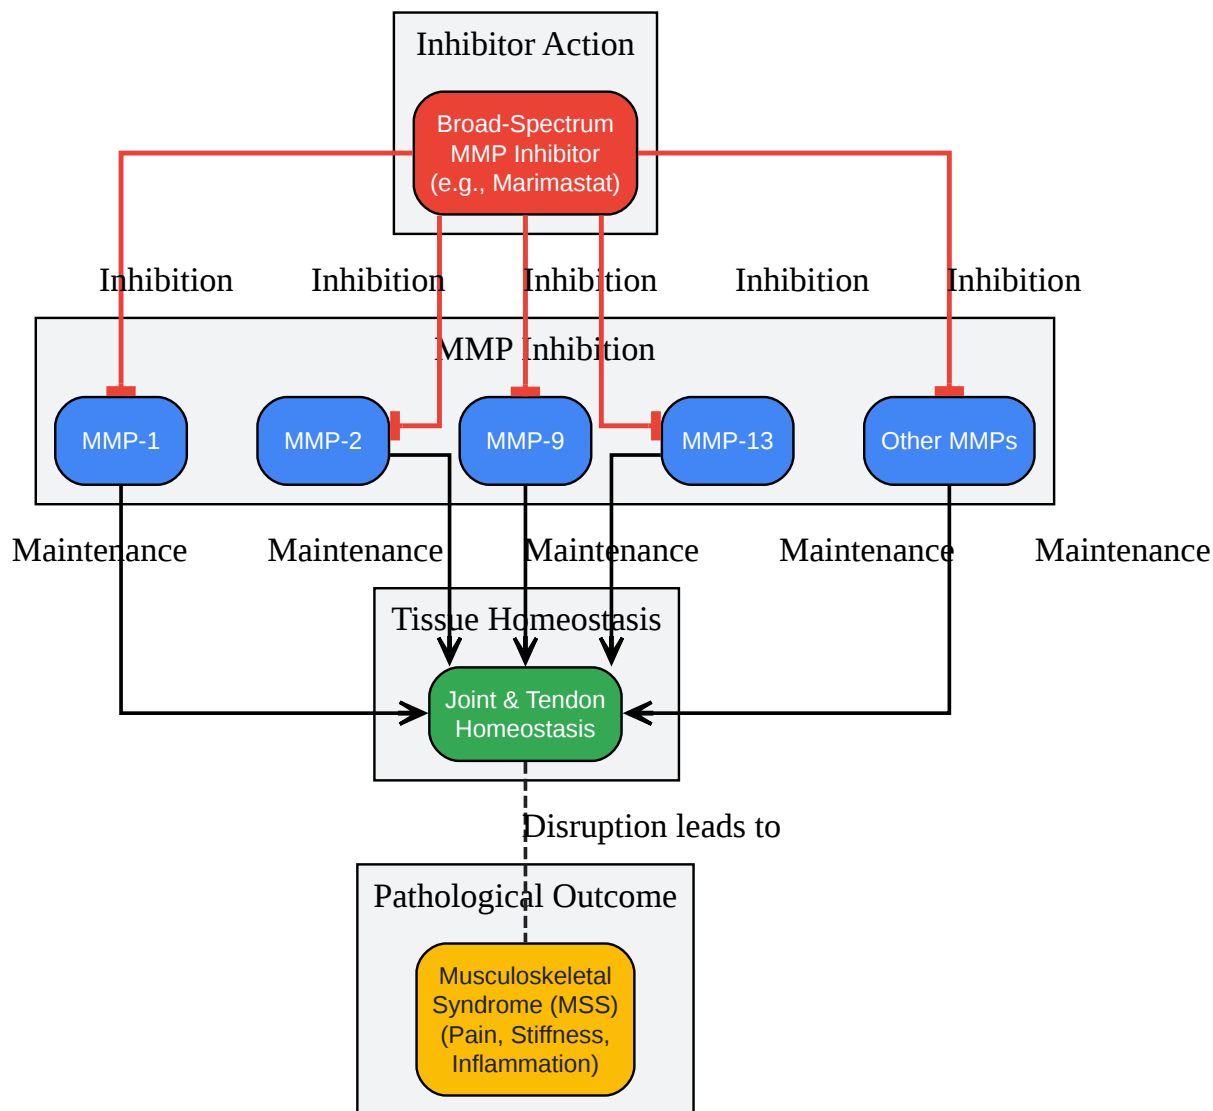 Inhibitor Action
Broad-Spectrum
MMP Inhibitor
(e.g., Marimastat)
Inhibition Inhibition Inhibition Inhibition Inhibition
MMP Inhibition
MMP-1 MMP-2 MMP-9 MMP-13 Other MMPs
Maintenance Maintenance Maintenance Maintenance Maintenance
Tissue Homeostasis
Joint & Tendon
Homeostasis
Disruption leads to
Pathological Outcome
Musculoskeletal
Syndrome (MSS)
(Pain, Stiffness,
Inflammation)